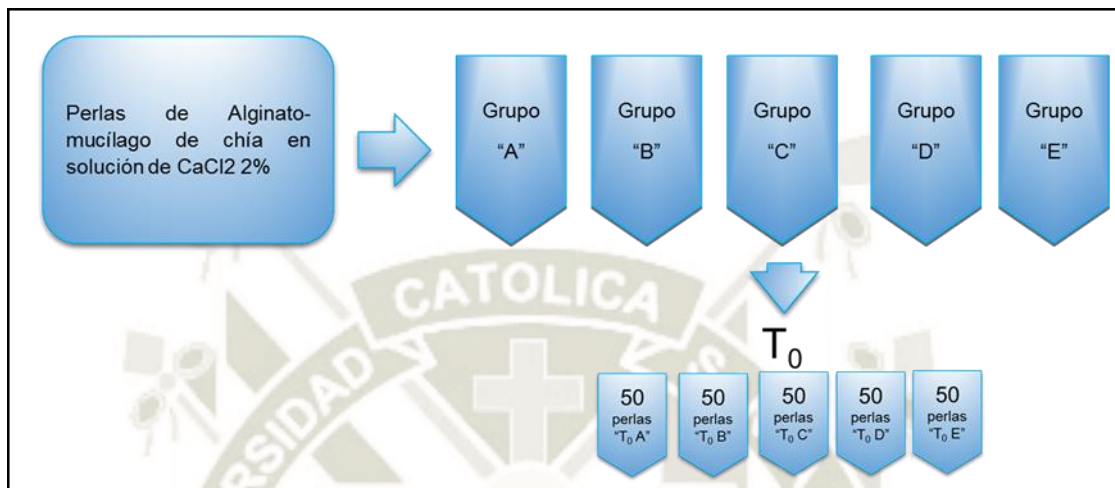 Perlas de Alginato-
mucílago de chía en
solución de CaCl2 2%
Grupo
“A”
Grupo
“B”
Grupo
“C”
Grupo
“D”
Grupo
“E”
T0
50
perlas
“T0 A”
50
perlas
“T0 B”
50
perlas
“T0 C”
50
perlas
“T0 D”
50
perlas
“T0 E”
CATOLICA